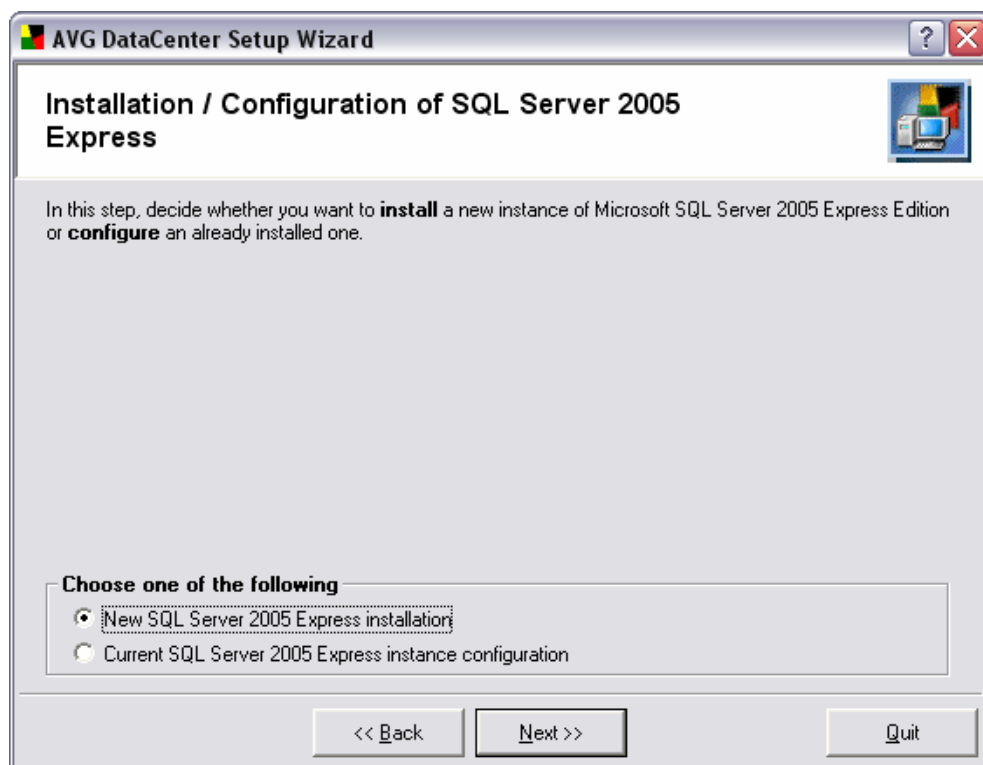 AVG DataCenter Setup Wizard
Installation / Configuration of SQL Server 2005
Express
In this step, decide whether you want to install a new instance of Microsoft SQL Server 2005 Express Edition
or configure an already installed one.
Choose one of the following
New SQL Server 2005 Express installation
Current SQL Server 2005 Express instance configuration
<< Back
Next >>
Quit